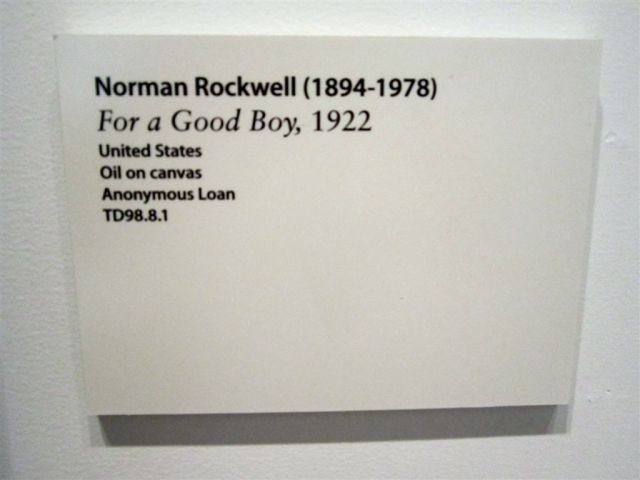 Norman Rockwell (1894-1978)
For a Good Boy, 1922
United States
Oil on canvas
Anonymous Loan
TD98.8.1